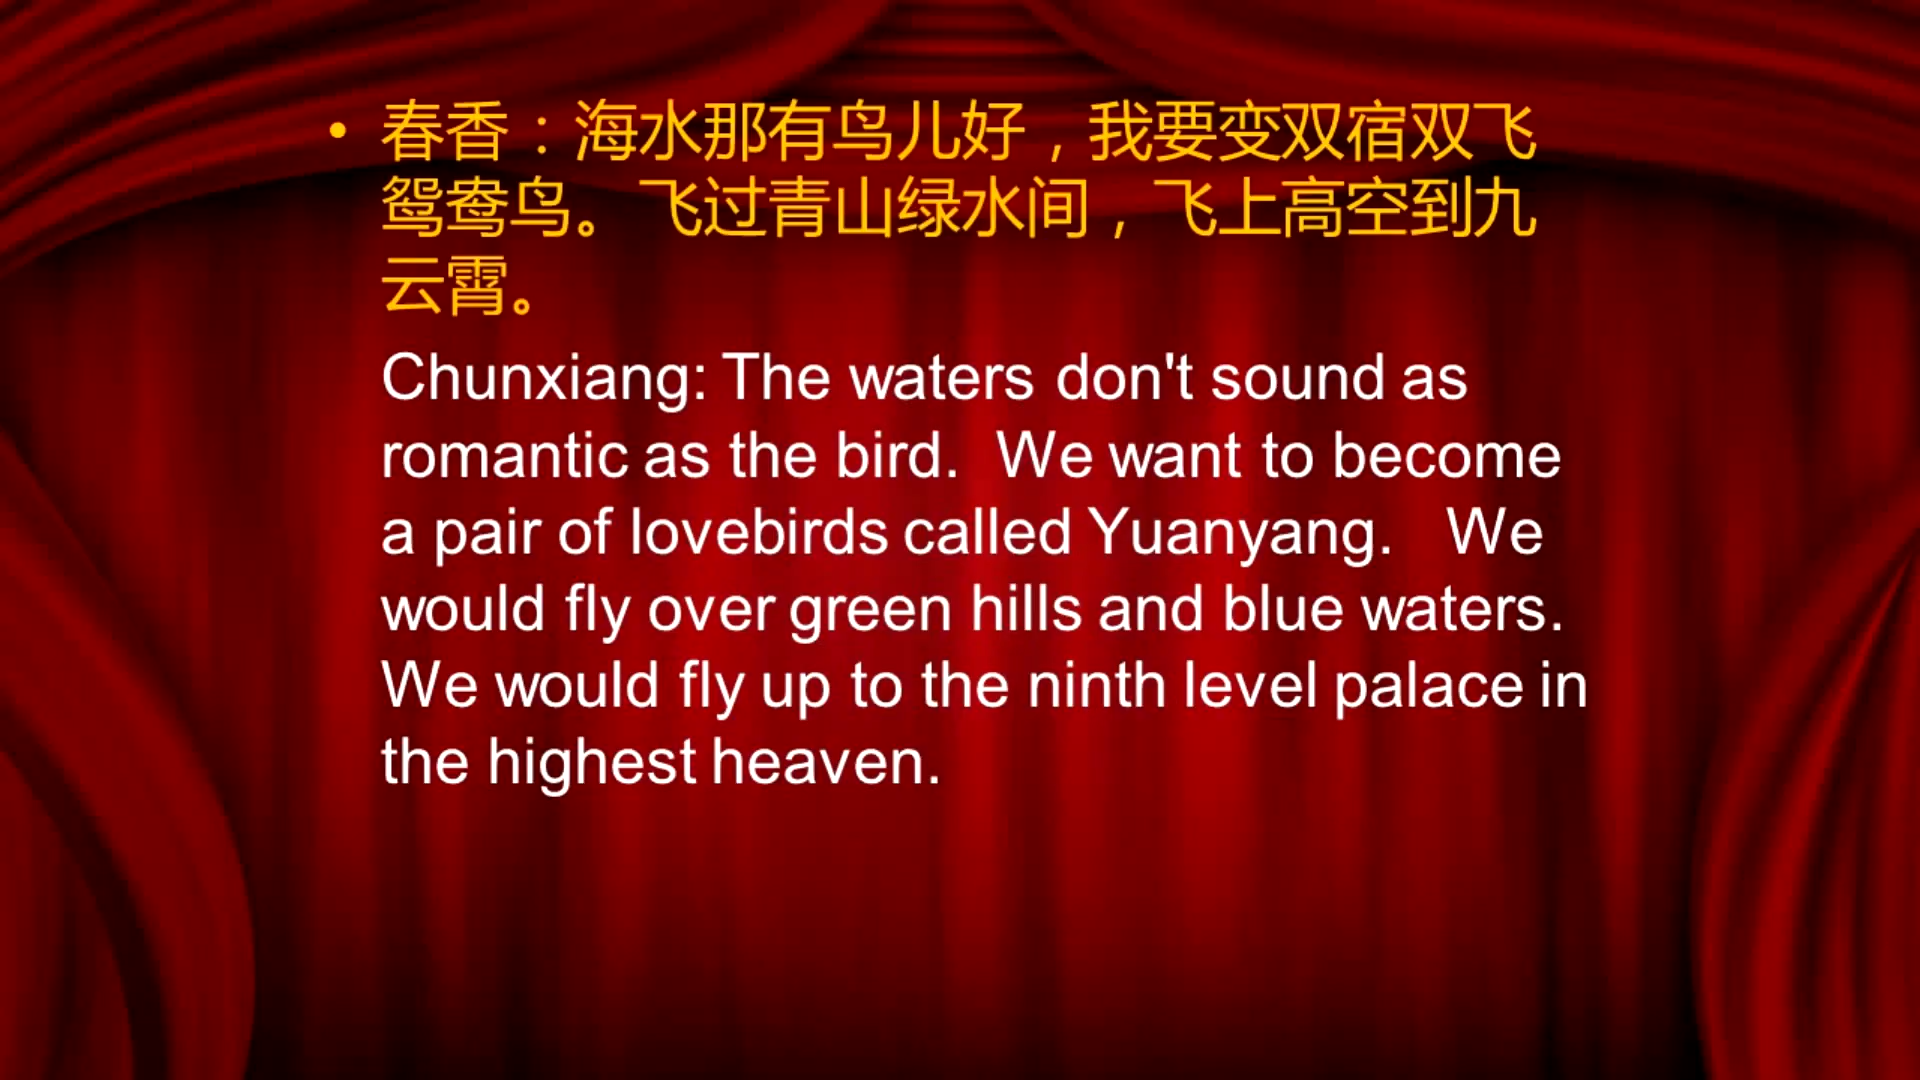 • 春香：海水那有鸟儿好，我要变双宿双飞
鸳鸯鸟。飞过青山绿水间，飞上高空到九
云霄。
Chunxiang: The waters don't sound as
romantic as the bird.  We want to become
a pair of lovebirds called Yuanyang.   We
would fly over green hills and blue waters.
We would fly up to the ninth level palace in
the highest heaven.